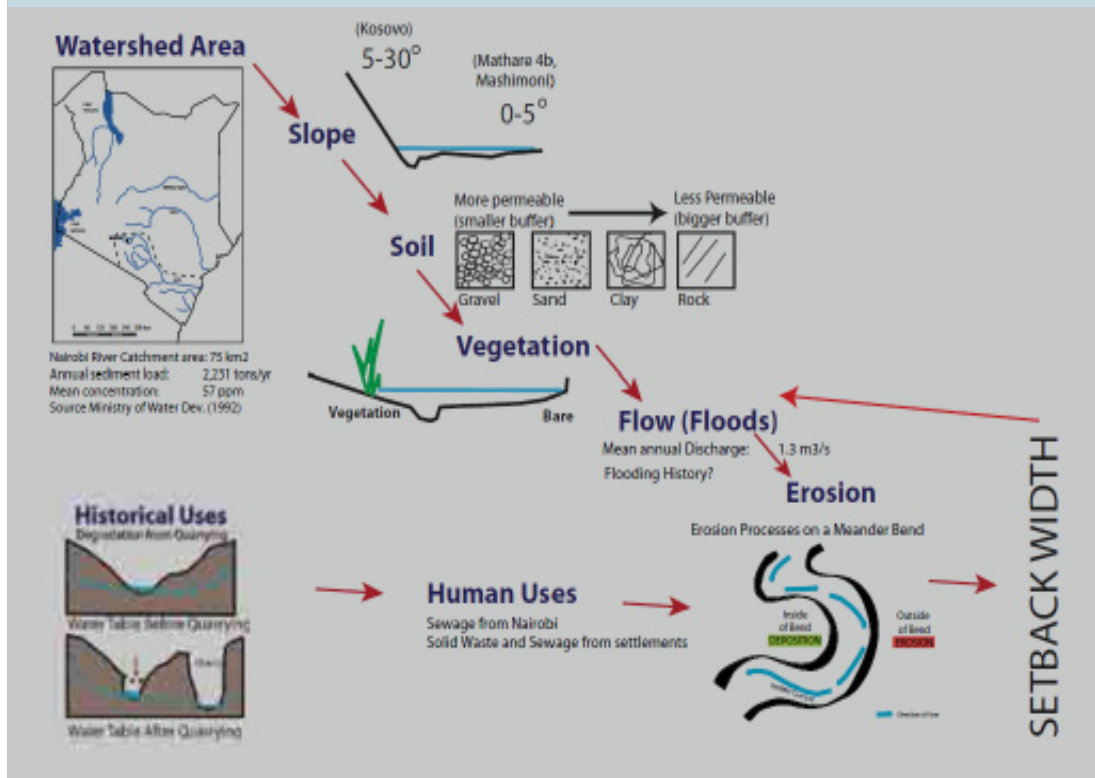 Watershed Area
(Kosovo)
5-30°
(Mathare 4b,
Mashimoni)
0-5°
Slope
More permeable
(smaller buffer)
Less Permeable
(bigger buffer)
Soil
Gravel
Sand
Clay
Rock
Nairobi River Catchment area: 75 km2
Annual sediment load: 2,231 tons/yr
Mean concentration: 57 ppm
Source Ministry of Water Dev. (1992)
Vegetation
Vegetation
Bare
Flow (Floods)
Mean annual Discharge: 1.3 m3/s
Flooding History?
Erosion
Erosion Processes on a Meander Bend
Inside
of Bend
DEPOSITION
Outside
of Bend
EROSION
Direction of Flow
Historical Uses
Degradation from Quarrying
Water Table Before Quarrying
Water Table After Quarrying
Human Uses
Sewage from Nairobi
Solid Waste and Sewage from settlements
SETBACK WIDTH